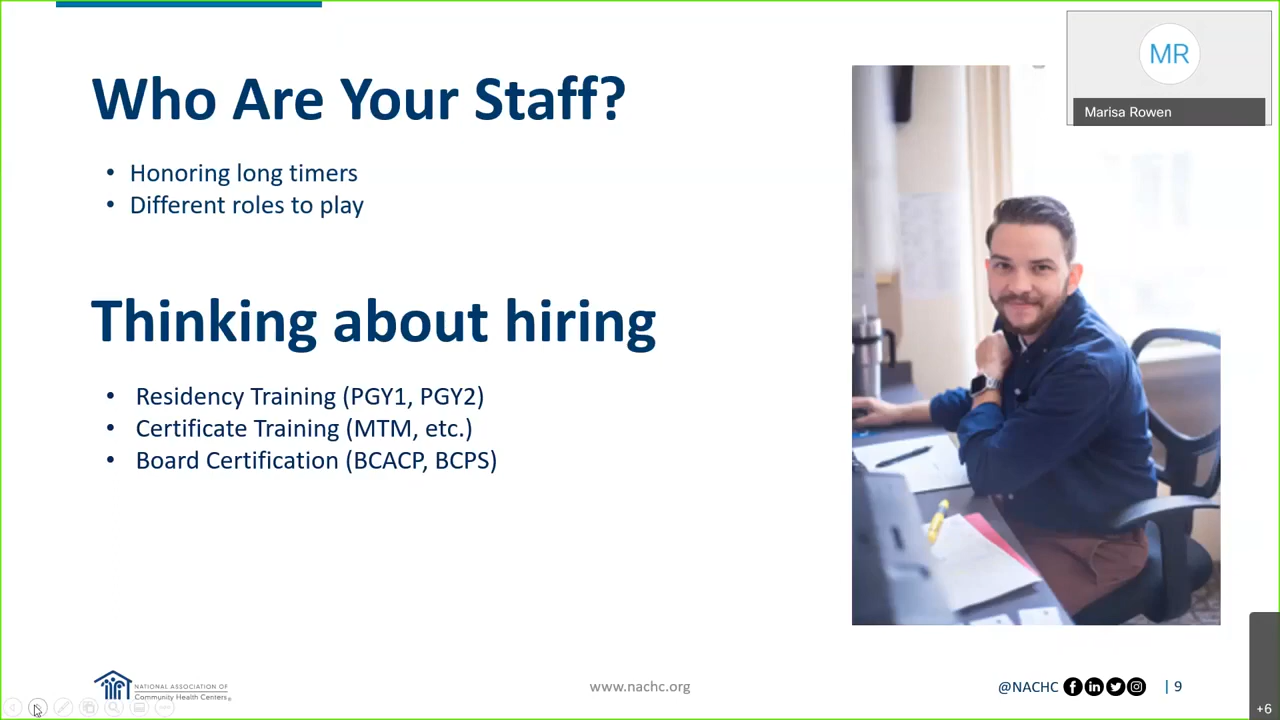 Who Are Your Staff?
• Honoring long timers
• Different roles to play
Thinking about hiring
• Residency Training (PGY1, PGY2)
• Certificate Training (MTM, etc.)
• Board Certification (BCACP, BCPS)
MR
Marisa Rowen
NATIONAL ASSOCIATION OF
Community Health Centers®
www.nachc.org
@NACHC
| 9
+6